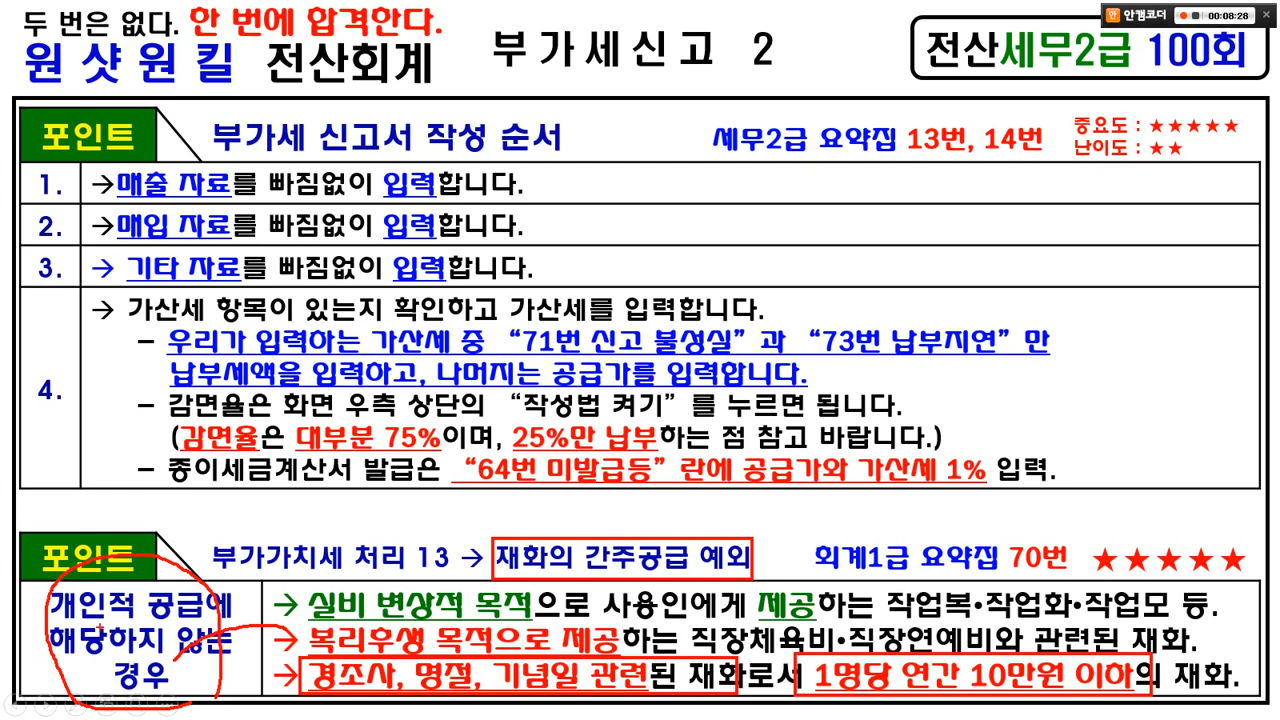 두 번은 없다. 한 번에 합격한다.
원 샷 원 킬 전산회계
부가세신고 2
안캠코더 00:08:28
전산세무2급 100회
포인트 부가세 신고서 작성 순서 세무2급 요약집 13번, 14번
중요도 : ★★★★★
난이도 : ★★
1. →매출 자료를 빠짐없이 입력합니다.
2. →매입 자료를 빠짐없이 입력합니다.
3. → 기타 자료를 빠짐없이 입력합니다.
4. → 가산세 항목이 있는지 확인하고 가산세를 입력합니다.
– 우리가 입력하는 가산세 중 “71번 신고 불성실”과 “73번 납부지연”만
납부세액을 입력하고, 나머지는 공급가를 입력합니다.
– 감면율은 화면 우측 상단의 “작성법 켜기”를 누르면 됩니다.
(감면율은 대부분 75%이며, 25%만 납부하는 점 참고 바랍니다.)
– 종이세금계산서 발급은 “64번 미발급등”란에 공급가와 가산세 1% 입력.
포인트 부가가치세 처리 13 → 재화의 간주공급 예외 회계1급 요약집 70번 ★★★★★
개인적 공급에
해당하지 않는
경우
→ 실비 변상적 목적으로 사용인에게 제공하는 작업복•작업화•작업모 등.
→ 복리후생 목적으로 제공하는 직장체육비•직장연예비와 관련된 재화.
→ 경조사, 명절, 기념일 관련된 재화로서 1명당 연간 10만원 이하의 재화.